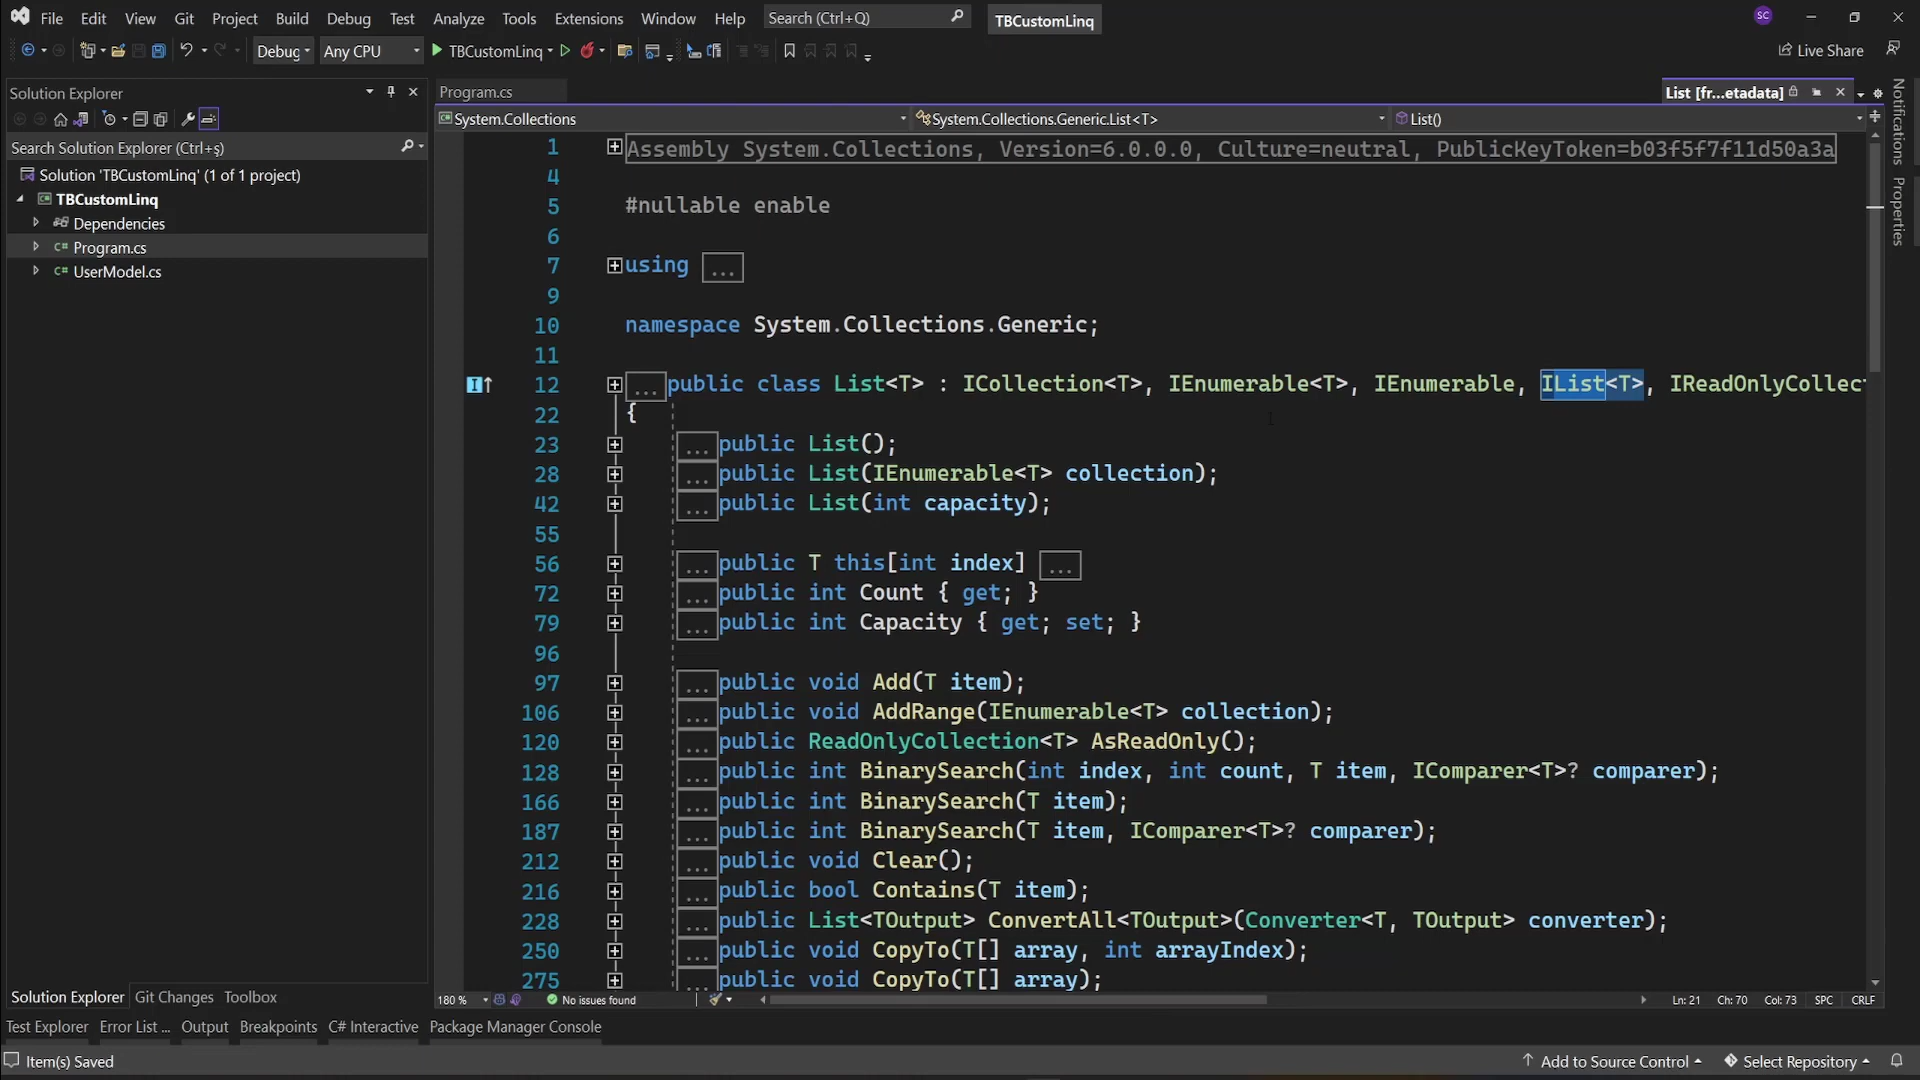 File Edit View Git Project Build Debug Test Analyze Tools Extensions Window Help Search (Ctrl+Q) TBCustomLinq SC
Debug Any CPU TBCustomLinq Live Share
Solution Explorer
Search Solution Explorer (Ctrl+ş)
Solution 'TBCustomLinq' (1 of 1 project)
TBCustomLinq
Dependencies
C# Program.cs
C# UserModel.cs
Program.cs
List [fr...etadata]
System.Collections System.Collections.Generic.List<T> List()
1 Assembly System.Collections, Version=6.0.0.0, Culture=neutral, PublicKeyToken=b03f5f7f11d50a3a
4
5 #nullable enable
6
7 using ...
9
10 namespace System.Collections.Generic;
11
12 ... public class List<T> : ICollection<T>, IEnumerable<T>, IEnumerable, IList<T>, IReadOnlyCollect
22 {
23 ... public List();
28 ... public List(IEnumerable<T> collection);
42 ... public List(int capacity);
55
56 ... public T this[int index] ...
72 ... public int Count { get; }
79 ... public int Capacity { get; set; }
96
97 ... public void Add(T item);
106 ... public void AddRange(IEnumerable<T> collection);
120 ... public ReadOnlyCollection<T> AsReadOnly();
128 ... public int BinarySearch(int index, int count, T item, IComparer<T>? comparer);
166 ... public int BinarySearch(T item);
187 ... public int BinarySearch(T item, IComparer<T>? comparer);
212 ... public void Clear();
216 ... public bool Contains(T item);
228 ... public List<TOutput> ConvertAll<TOutput>(Converter<T, TOutput> converter);
250 ... public void CopyTo(T[] array, int arrayIndex);
275 ... public void CopyTo(T[] array);
Notifications
Properties
Solution Explorer Git Changes Toolbox
180 % No issues found Ln: 21 Ch: 70 Col: 73 SPC CRLF
Test Explorer Error List ... Output Breakpoints C# Interactive Package Manager Console
Item(s) Saved Add to Source Control Select Repository